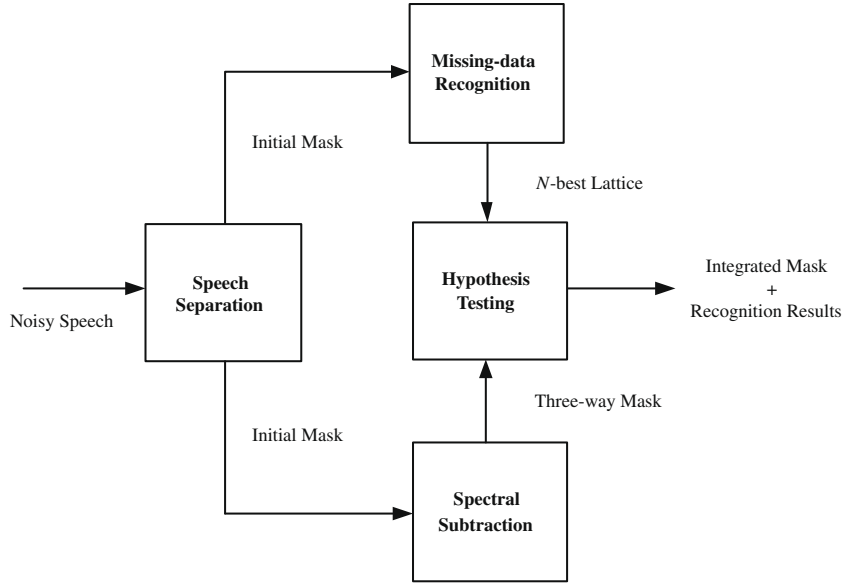 Missing-data
Recognition
Initial Mask
N-best Lattice
Speech
Separation
Hypothesis
Testing
Integrated Mask
+
Recognition Results
Noisy Speech
Three-way Mask
Initial Mask
Spectral
Subtraction